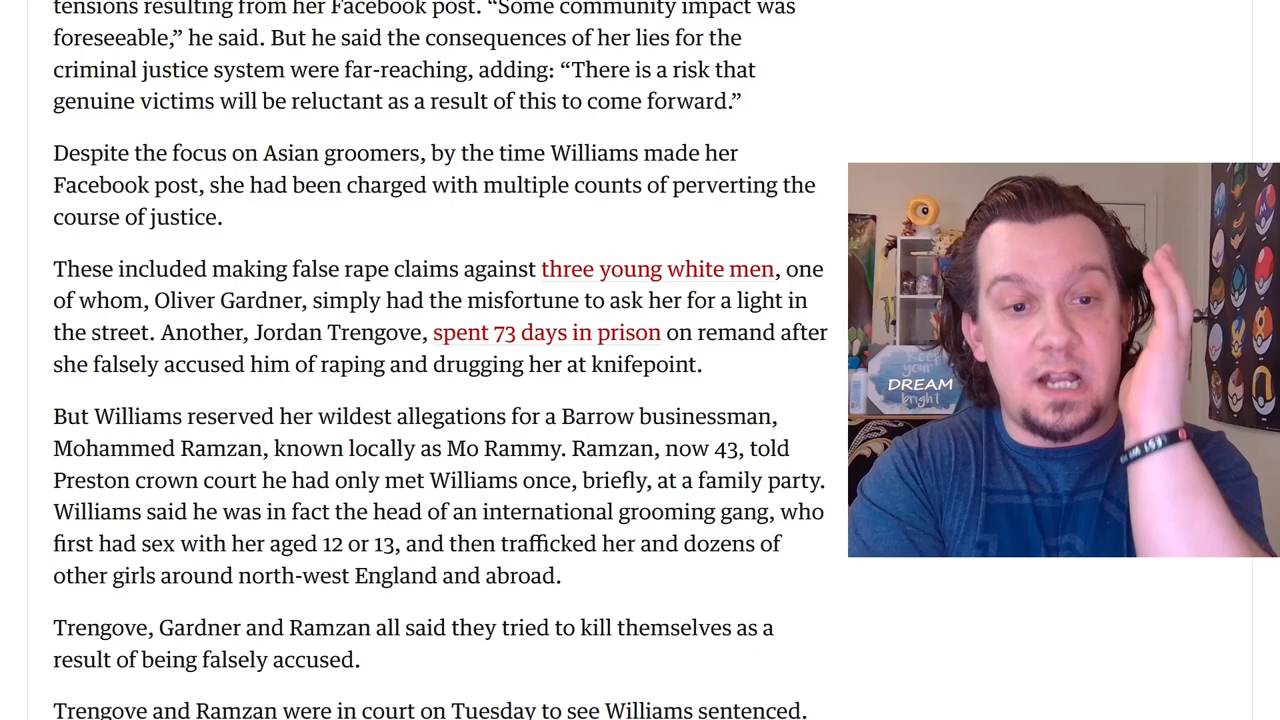 tensions resulting from her Facebook post. “Some community impact was
foreseeable,” he said. But he said the consequences of her lies for the
criminal justice system were far-reaching, adding: “There is a risk that
genuine victims will be reluctant as a result of this to come forward.”
Despite the focus on Asian groomers, by the time Williams made her
Facebook post, she had been charged with multiple counts of perverting the
course of justice.
These included making false rape claims against three young white men, one
of whom, Oliver Gardner, simply had the misfortune to ask her for a light in
the street. Another, Jordan Trengove, spent 73 days in prison on remand after
she falsely accused him of raping and drugging her at knifepoint.
But Williams reserved her wildest allegations for a Barrow businessman,
Mohammed Ramzan, known locally as Mo Rammy. Ramzan, now 43, told
Preston crown court he had only met Williams once, briefly, at a family party.
Williams said he was in fact the head of an international grooming gang, who
first had sex with her aged 12 or 13, and then trafficked her and dozens of
other girls around north-west England and abroad.
Trengove, Gardner and Ramzan all said they tried to kill themselves as a
result of being falsely accused.
Trengove and Ramzan were in court on Tuesday to see Williams sentenced.
keep
your
DREAM
bright